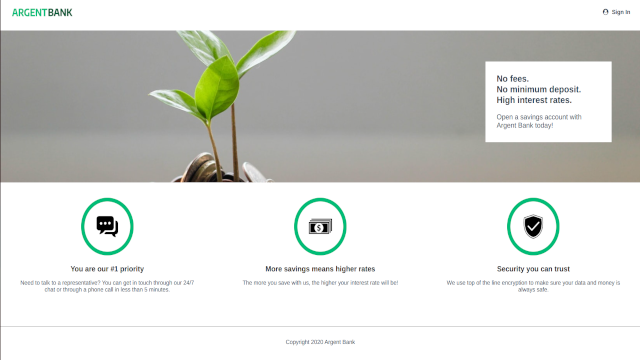 ARGENTBANK
Sign In
No fees.
No minimum deposit.
High interest rates.
Open a savings account with
Argent Bank today!
You are our #1 priority
Need to talk to a representative? You can get in touch through our 24/7
chat or through a phone call in less than 5 minutes.
More savings means higher rates
The more you save with us, the higher your interest rate will be!
Security you can trust
We use top of the line encryption to make sure your data and money is
always safe.
Copyright 2020 Argent Bank